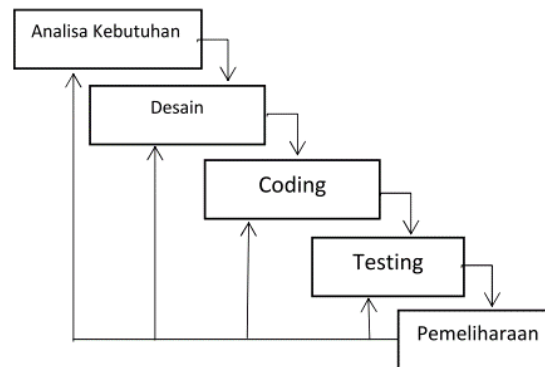 Analisa Kebutuhan
Desain
Coding
Testing
Pemeliharaan